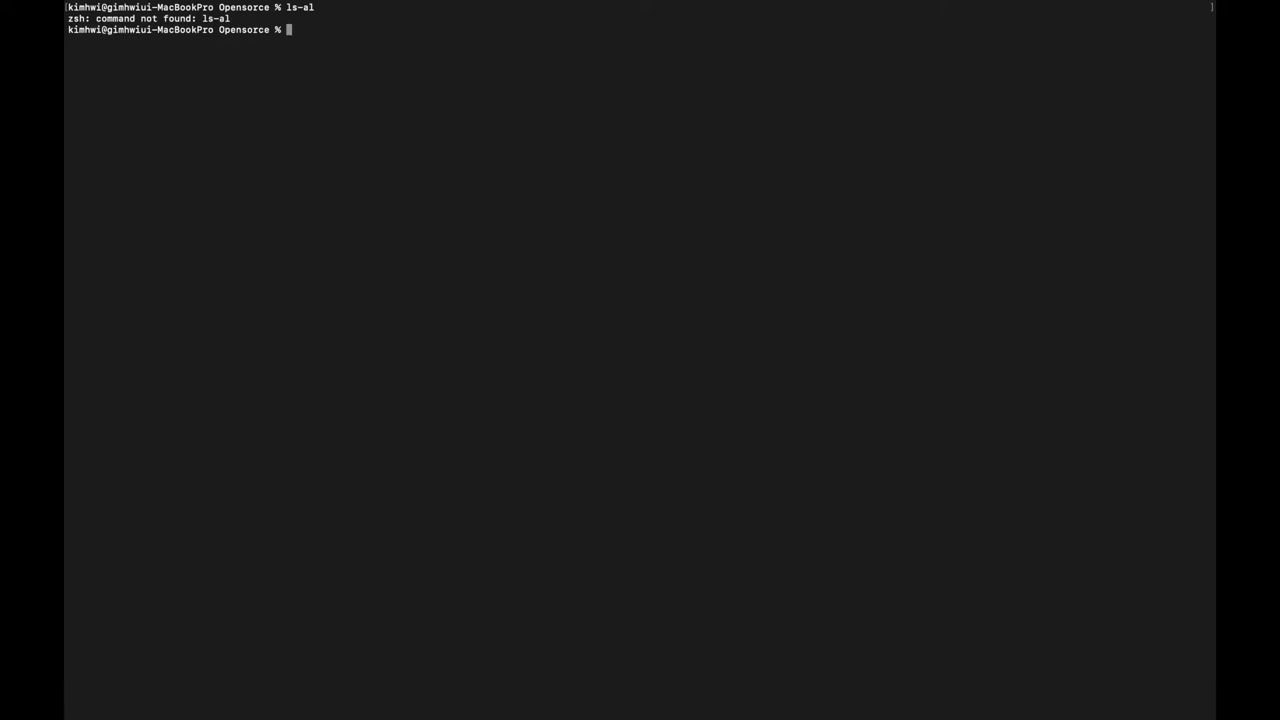 [kimhwi@gimhwiui-MacBookPro Opensorce % ls-al ]
zsh: command not found: ls-al
kimhwi@gimhwiui-MacBookPro Opensorce %